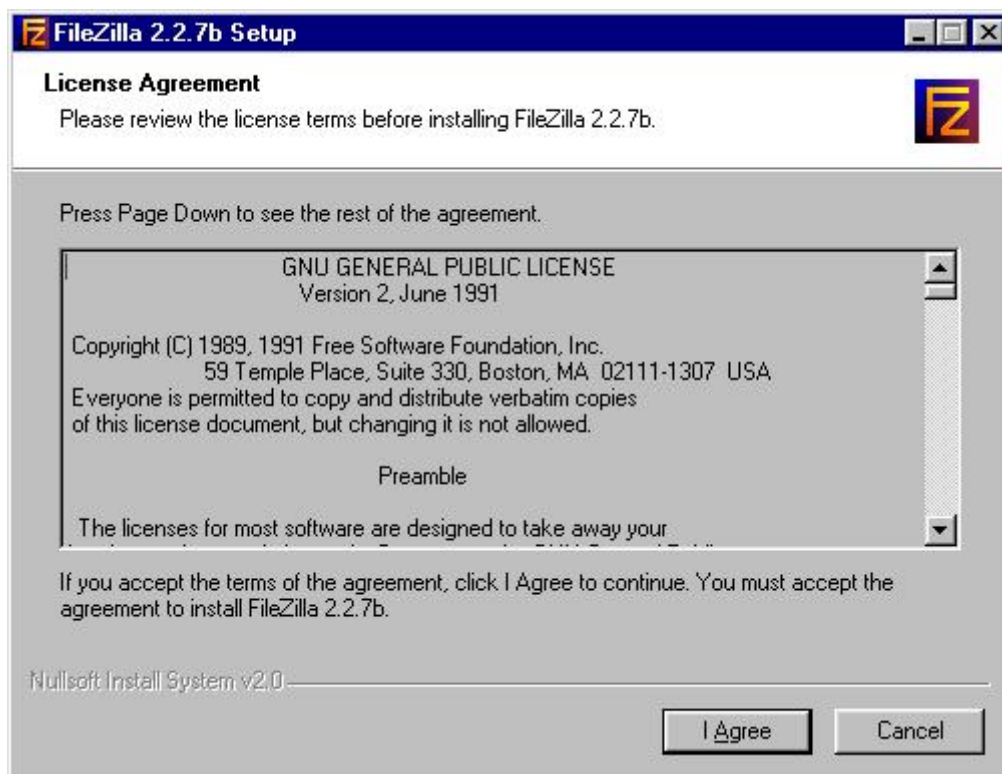 FileZilla 2.2.7b Setup
License Agreement
Please review the license terms before installing FileZilla 2.2.7b.
FZ
Press Page Down to see the rest of the agreement.
GNU GENERAL PUBLIC LICENSE
Version 2, June 1991
Copyright (C) 1989, 1991 Free Software Foundation, Inc.
59 Temple Place, Suite 330, Boston, MA 02111-1307 USA
Everyone is permitted to copy and distribute verbatim copies
of this license document, but changing it is not allowed.
Preamble
The licenses for most software are designed to take away your
If you accept the terms of the agreement, click I Agree to continue. You must accept the
agreement to install FileZilla 2.2.7b.
Nullsoft Install System v2.0
I Agree
Cancel